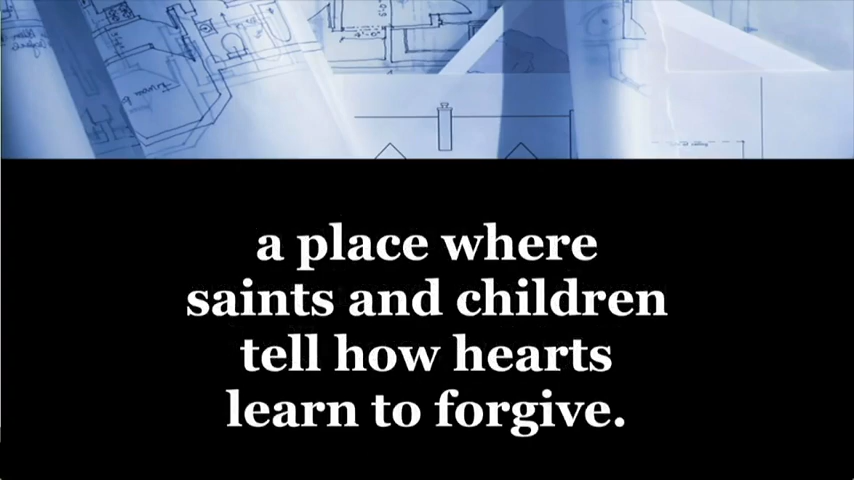 a place where
saints and children
tell how hearts
learn to forgive.